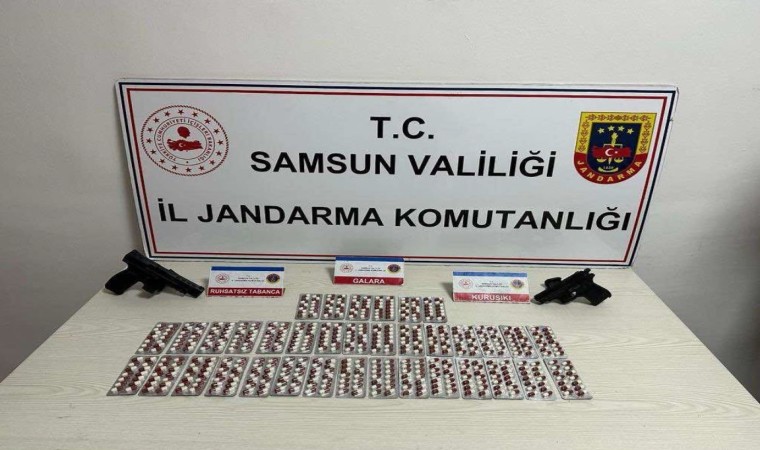 T.C.
SAMSUN VALİLİĞİ
İL JANDARMA KOMUTANLIĞI
JANDARMA
RUHSATSIZ TABANCA
GALARA
KURUSIKI